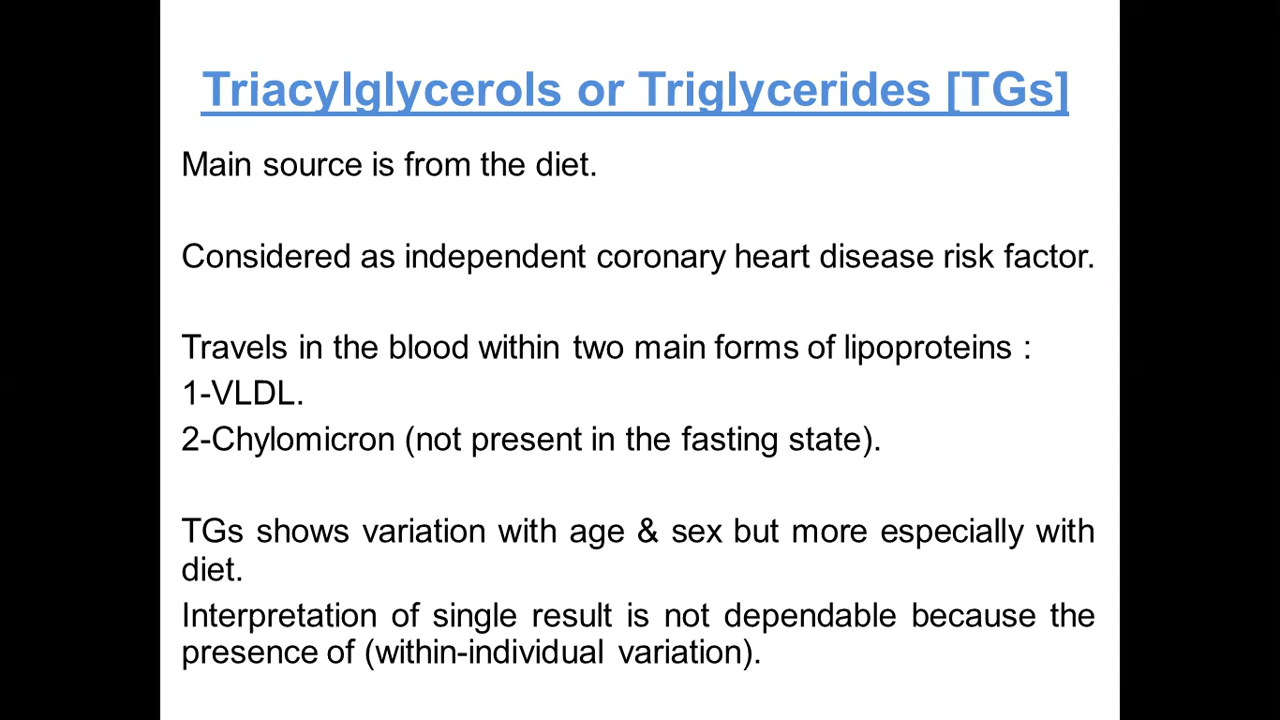 Triacylglycerols or Triglycerides [TGs]
Main source is from the diet.
Considered as independent coronary heart disease risk factor.
Travels in the blood within two main forms of lipoproteins :
1-VLDL.
2-Chylomicron (not present in the fasting state).
TGs shows variation with age & sex but more especially with
diet.
Interpretation of single result is not dependable because the
presence of (within-individual variation).